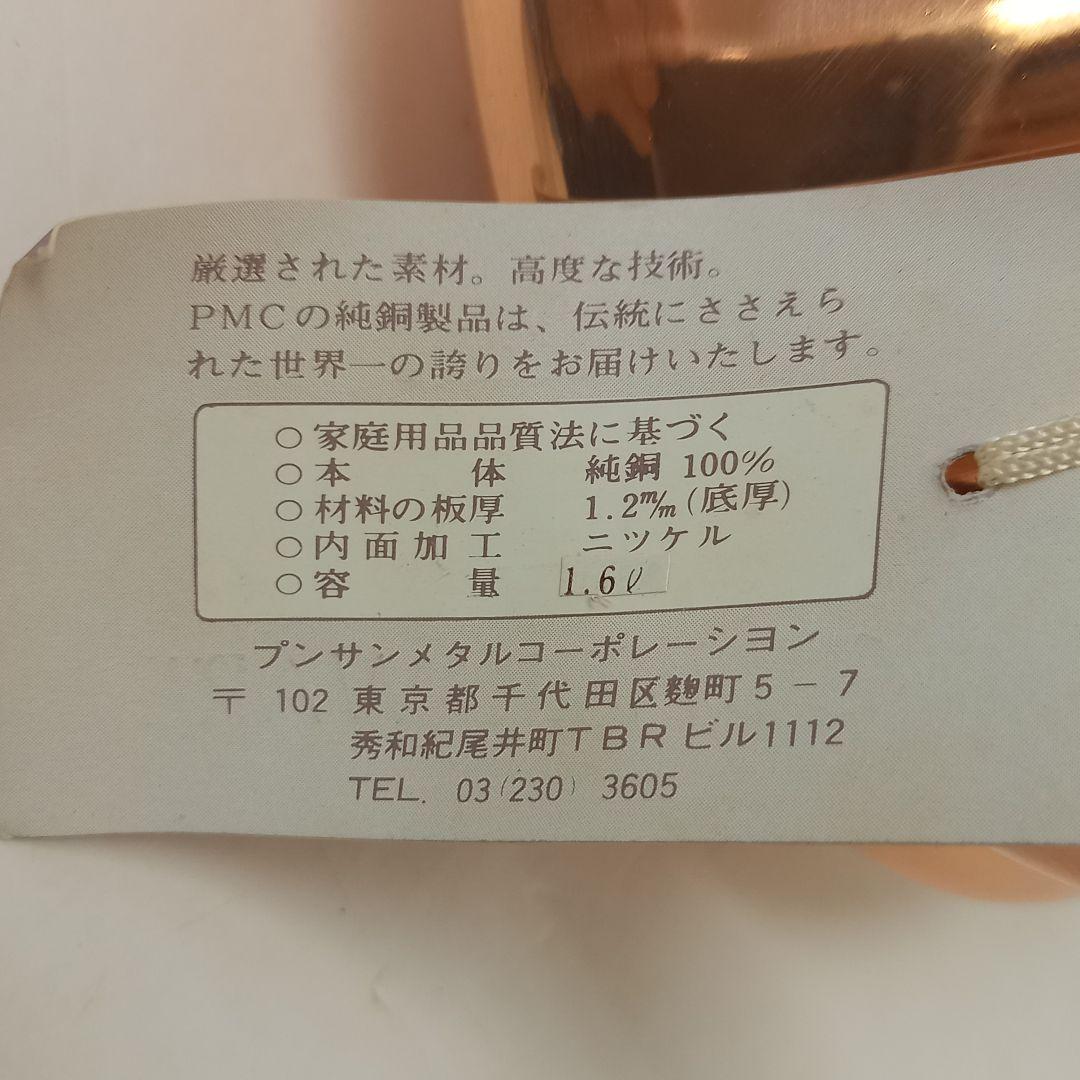 厳選された素材。高度な技術。
PMCの純銅製品は、伝統にささえら
れた世界一の誇りをお届けいたします。
○家庭用品品質法に基づく
○本体 純銅 100%
○材料の板厚 1.2m/m(底厚)
○内面加工 ニツケル
○容量 1.6ℓ
プンサンメタルコーポレーシヨン
〒 102 東京都千代田区麹町5－7
秀和紀尾井町TBRビル1112
TEL. 03(230) 3605